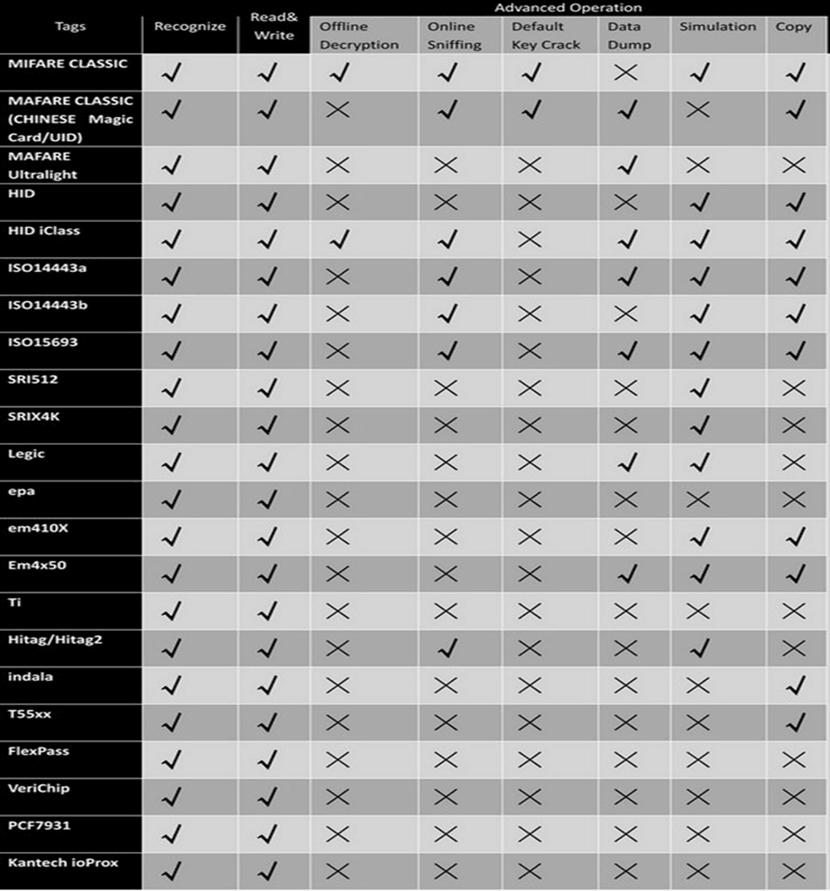 Advanced Operation
Tags Recognize Read& Offline Online Default Data Simulation Copy
Write Decryption Sniffing Key Crack Dump
MIFARE CLASSIC ✓ ✓ ✓ ✓ ✓ ✕ ✓ ✓
MAFARE CLASSIC
(CHINESE Magic
Card/UID) ✓ ✓ ✕ ✓ ✓ ✓ ✕ ✓
MAFARE
Ultralight ✓ ✓ ✕ ✕ ✕ ✓ ✕ ✕
HID ✓ ✓ ✕ ✕ ✕ ✕ ✓ ✓
HID iClass ✓ ✓ ✓ ✓ ✕ ✓ ✓ ✓
ISO14443a ✓ ✓ ✕ ✓ ✕ ✓ ✓ ✓
ISO14443b ✓ ✓ ✕ ✓ ✕ ✕ ✓ ✓
ISO15693 ✓ ✓ ✕ ✓ ✕ ✓ ✓ ✓
SRI512 ✓ ✓ ✕ ✕ ✕ ✕ ✓ ✕
SRIX4K ✓ ✓ ✕ ✕ ✕ ✕ ✓ ✕
Legic ✓ ✓ ✕ ✕ ✕ ✓ ✓ ✕
epa ✓ ✓ ✕ ✕ ✕ ✕ ✕ ✕
em410X ✓ ✓ ✕ ✕ ✕ ✕ ✓ ✓
Em4x50 ✓ ✓ ✕ ✕ ✕ ✓ ✓ ✓
Ti ✓ ✓ ✕ ✕ ✕ ✕ ✕ ✕
Hitag/Hitag2 ✓ ✓ ✕ ✓ ✕ ✕ ✓ ✕
indala ✓ ✓ ✕ ✕ ✕ ✕ ✕ ✓
T55xx ✓ ✓ ✕ ✕ ✕ ✕ ✕ ✓
FlexPass ✓ ✓ ✕ ✕ ✕ ✕ ✕ ✕
VeriChip ✓ ✓ ✕ ✕ ✕ ✕ ✕ ✕
PCF7931 ✓ ✓ ✕ ✕ ✕ ✕ ✕ ✕
Kantech ioProx ✓ ✓ ✕ ✕ ✕ ✕ ✕ ✕